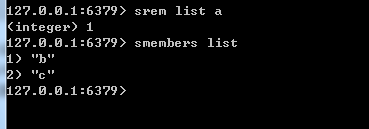 127.0.0.1:6379> srem list a
(integer) 1
127.0.0.1:6379> smembers list
1) "b"
2) "c"
127.0.0.1:6379>